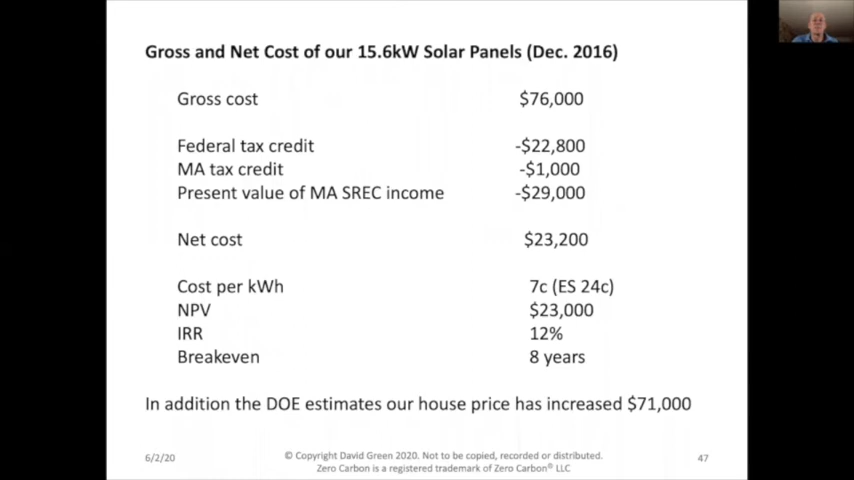 Gross and Net Cost of our 15.6kW Solar Panels (Dec. 2016)
Gross cost $76,000
Federal tax credit -$22,800
MA tax credit -$1,000
Present value of MA SREC income -$29,000
Net cost $23,200
Cost per kWh 7c (ES 24c)
NPV $23,000
IRR 12%
Breakeven 8 years
In addition the DOE estimates our house price has increased $71,000
6/2/20
© Copyright David Green 2020. Not to be copied, recorded or distributed.
Zero Carbon is a registered trademark of Zero Carbon® LLC
47